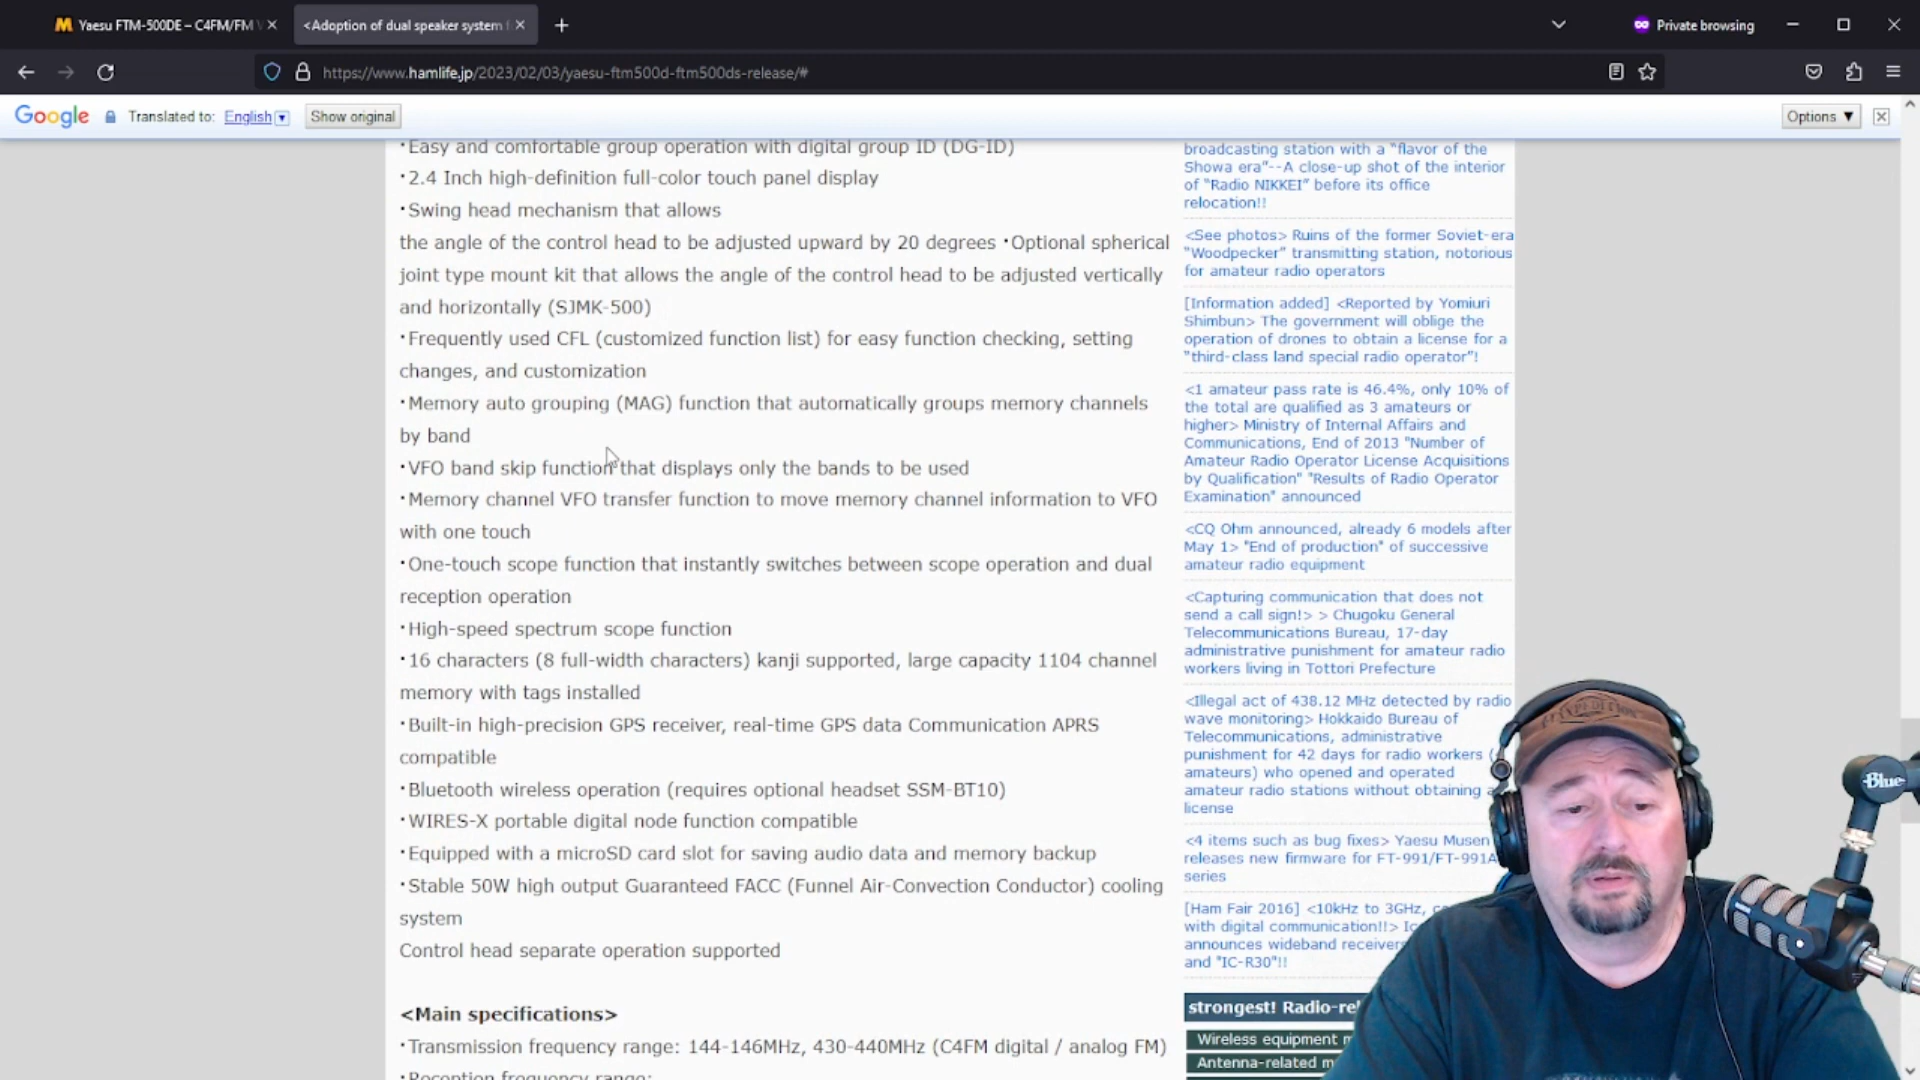 Yaesu FTM-500DE – C4FM/FM
<Adoption of dual speaker system
Private browsing
https://www.hamlife.jp/2023/02/03/yaesu-ftm500d-ftm500ds-release/#
Google Translated to: English Show original Options ▼
・Easy and comfortable group operation with digital group ID (DG-ID)
・2.4 Inch high-definition full-color touch panel display
・Swing head mechanism that allows
the angle of the control head to be adjusted upward by 20 degrees ・Optional spherical
joint type mount kit that allows the angle of the control head to be adjusted vertically
and horizontally (SJMK-500)
・Frequently used CFL (customized function list) for easy function checking, setting
changes, and customization
・Memory auto grouping (MAG) function that automatically groups memory channels
by band
・VFO band skip function that displays only the bands to be used
・Memory channel VFO transfer function to move memory channel information to VFO
with one touch
・One-touch scope function that instantly switches between scope operation and dual
reception operation
・High-speed spectrum scope function
・16 characters (8 full-width characters) kanji supported, large capacity 1104 channel
memory with tags installed
・Built-in high-precision GPS receiver, real-time GPS data Communication APRS
compatible
・Bluetooth wireless operation (requires optional headset SSM-BT10)
・WIRES-X portable digital node function compatible
・Equipped with a microSD card slot for saving audio data and memory backup
・Stable 50W high output Guaranteed FACC (Funnel Air-Convection Conductor) cooling
system
Control head separate operation supported
<Main specifications>
・Transmission frequency range: 144-146MHz, 430-440MHz (C4FM digital / analog FM)
・Reception frequency range:
broadcasting station with a "flavor of the
Showa era"--A close-up shot of the interior
of "Radio NIKKEI" before its office
relocation!!
<See photos> Ruins of the former Soviet-era
"Woodpecker" transmitting station, notorious
for amateur radio operators
[Information added] <Reported by Yomiuri
Shimbun> The government will oblige the
operation of drones to obtain a license for a
"third-class land special radio operator"!
<1 amateur pass rate is 46.4%, only 10% of
the total are qualified as 3 amateurs or
higher> Ministry of Internal Affairs and
Communications, End of 2013 "Number of
Amateur Radio Operator License Acquisitions
by Qualification" "Results of Radio Operator
Examination" announced
<CQ Ohm announced, already 6 models after
May 1> "End of production" of successive
amateur radio equipment
<Capturing communication that does not
send a call sign!> > Chugoku General
Telecommunications Bureau, 17-day
administrative punishment for amateur radio
workers living in Tottori Prefecture
<Illegal act of 438.12 MHz detected by radio
wave monitoring> Hokkaido Bureau of
Telecommunications, administrative
punishment for 42 days for radio workers (
amateurs) who opened and operated
amateur radio stations without obtaining a
license
<4 items such as bug fixes> Yaesu Musen
releases new firmware for FT-991/FT-991A
series
[Ham Fair 2016] <10kHz to 3GHz,
with digital communication!!>
announces wideband receivers
and "IC-R30"!!
strongest!
Wireless equipment
Antenna-related
Blue